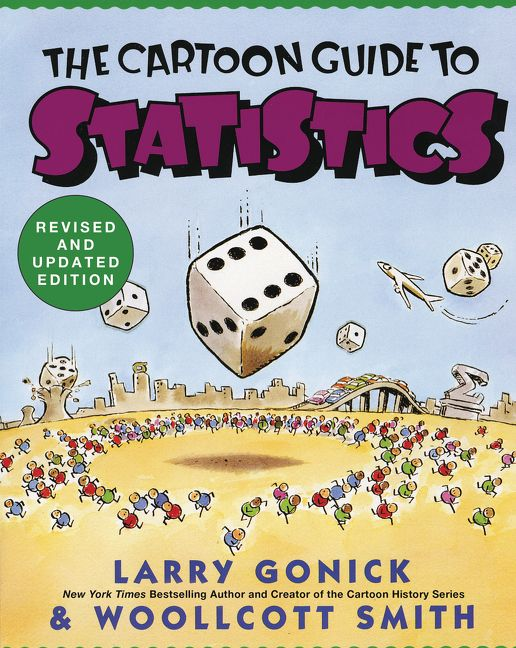 THE CARTOON GUIDE TO
STATISTICS
REVISED
AND
UPDATED
EDITION
LARRY GONICK
New York Times Bestselling Author and Creator of the Cartoon History Series
& WOOLLCOTT SMITH